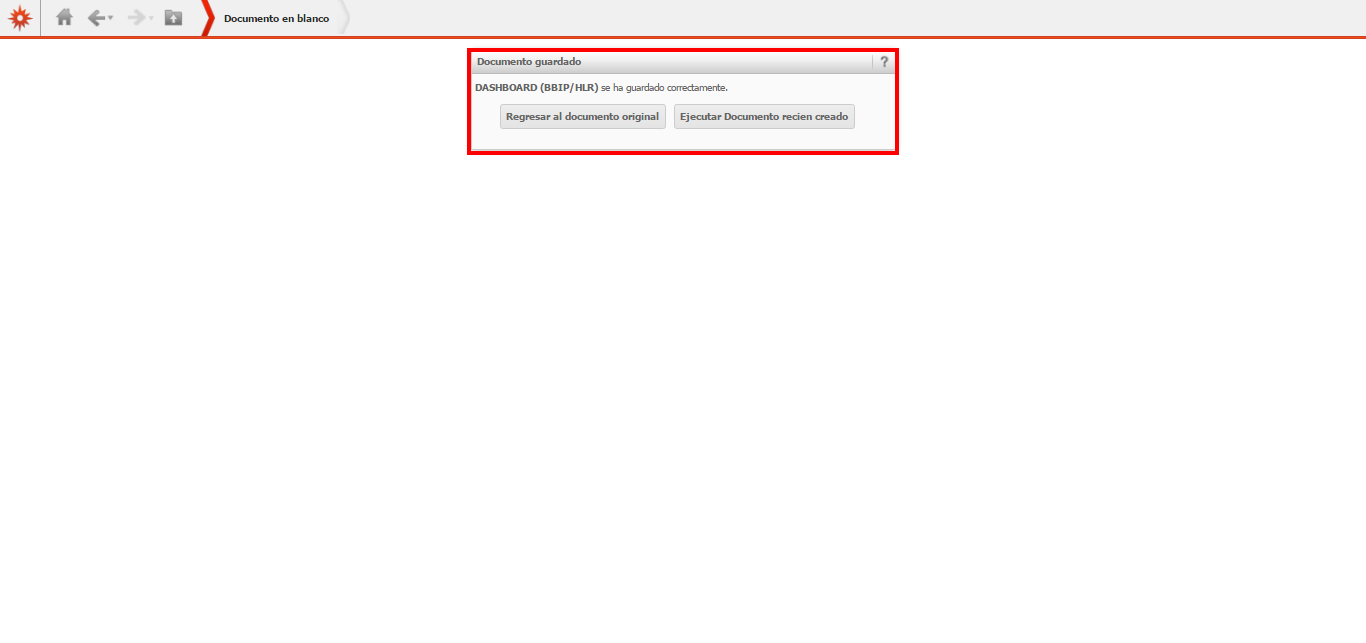 Documento en blanco
Documento guardado
?
DASHBOARD (BBIP/HLR) se ha guardado correctamente.
Regresar al documento original
Ejecutar Documento recien creado